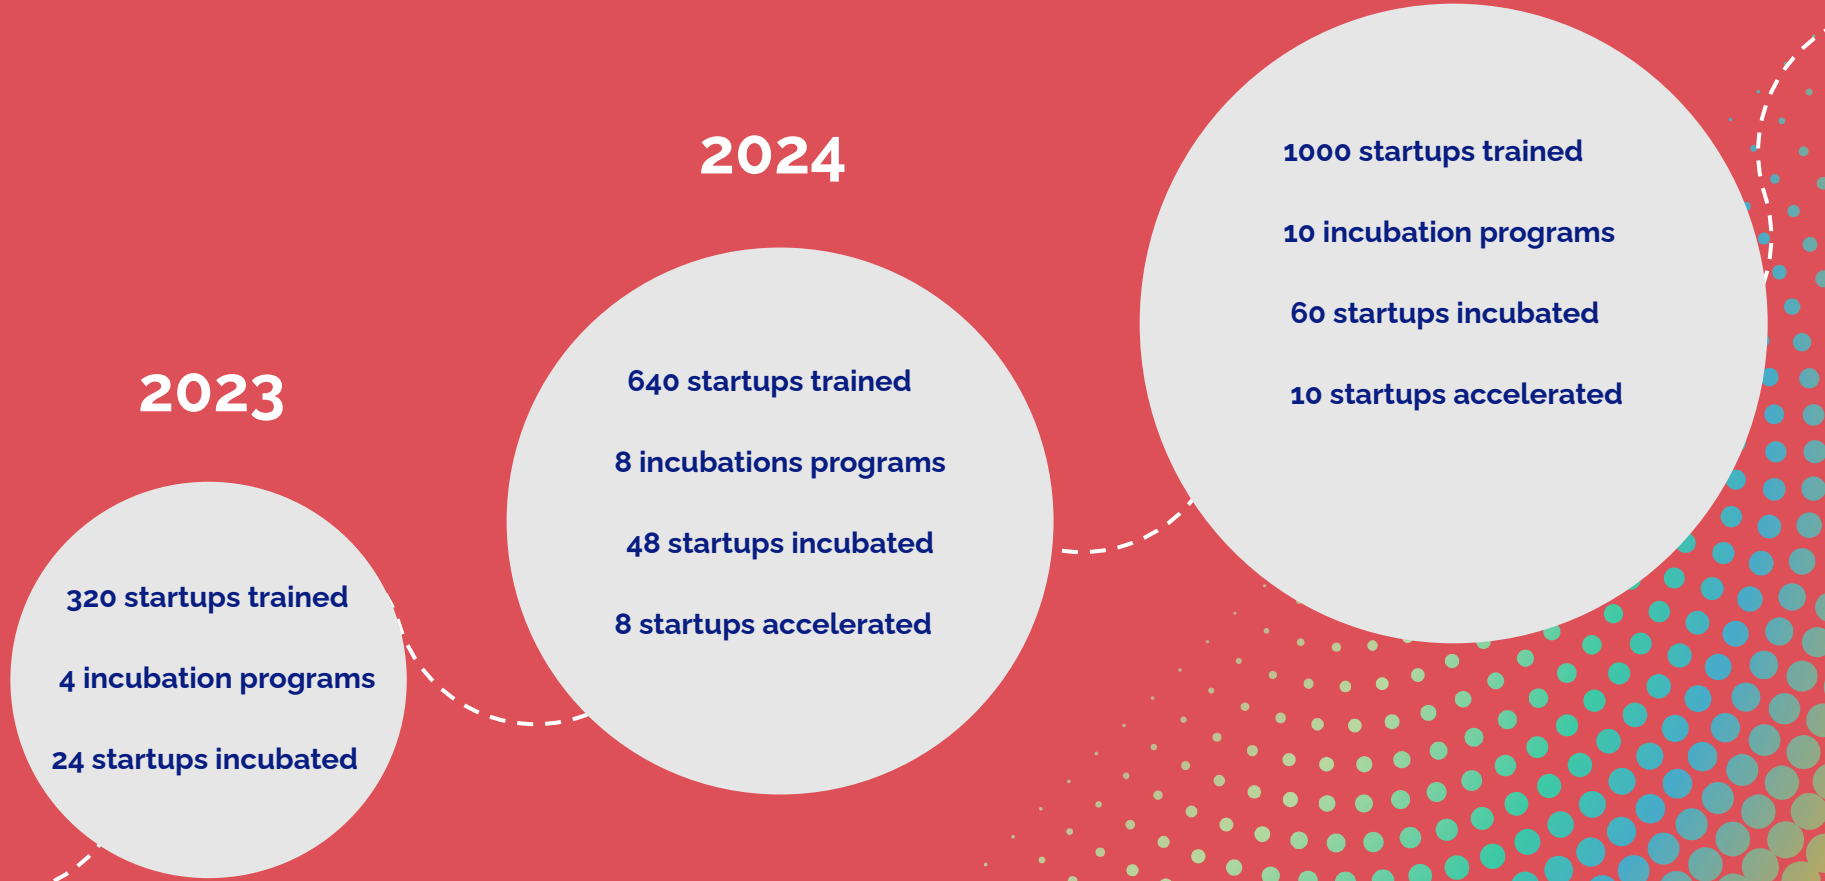 2023
320 startups trained
4 incubation programs
24 startups incubated
2024
640 startups trained
8 incubations programs
48 startups incubated
8 startups accelerated
1000 startups trained
10 incubation programs
60 startups incubated
10 startups accelerated